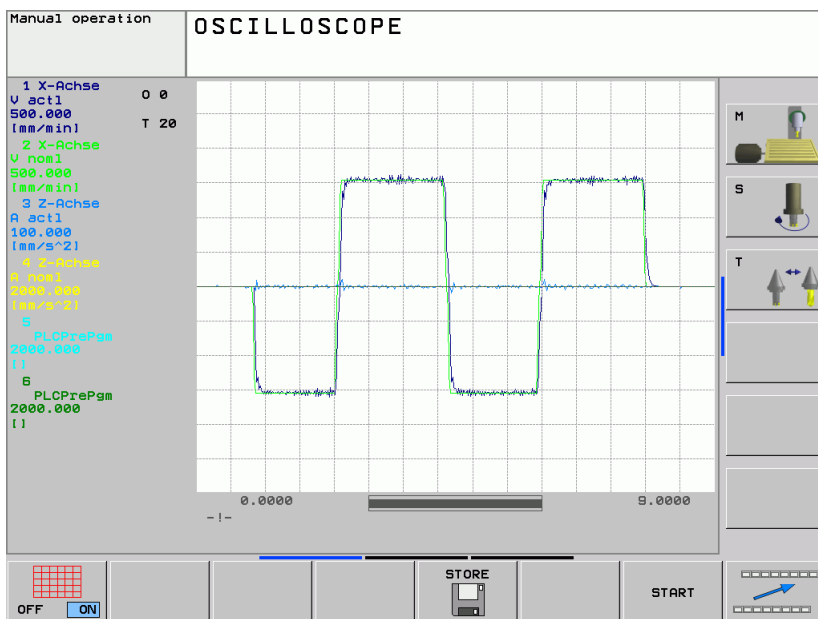 Manual operation
OSCILLOSCOPE
1 X-Achse
V actl
500.000
[mm/min]
2 X-Achse
V noml
500.000
[mm/min]
3 Z-Achse
A actl
100.000
[mm/s^2]
4 Z-Achse
A noml
2000.000
[mm/s^2]
5
PLCPrePgm
2000.000
[]
6
PLCPrePgm
2000.000
[]
O 0
T 20
0.0000
9.0000
-!-
M
S
T
OFF ON
STORE
START